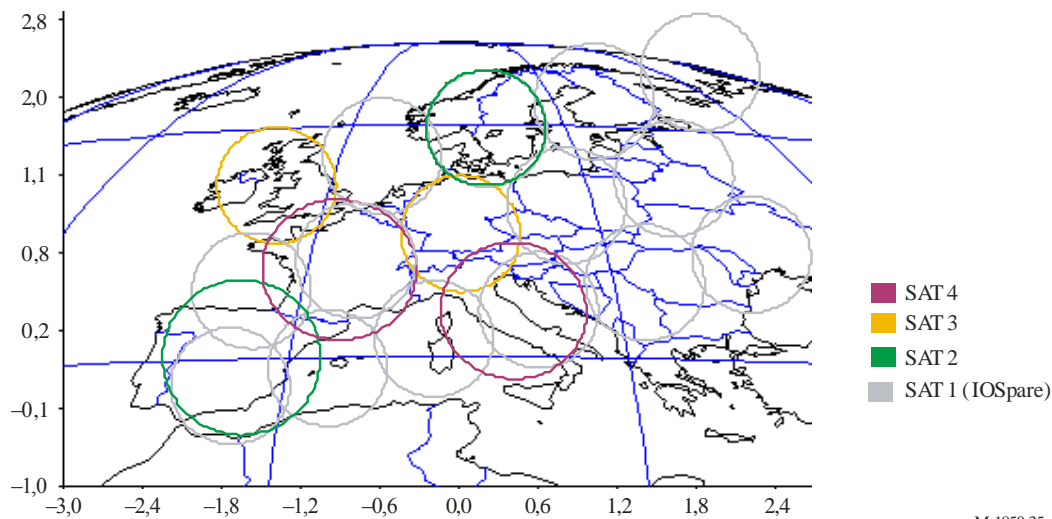 2,8
2,0
1,1
0,8
0,2
–0,1
–1,0
–3,0 –2,4 –1,8 –1,2 –0,6 0,0 0,6 1,2 1,8 2,4
SAT 4
SAT 3
SAT 2
SAT 1 (IOSpare)